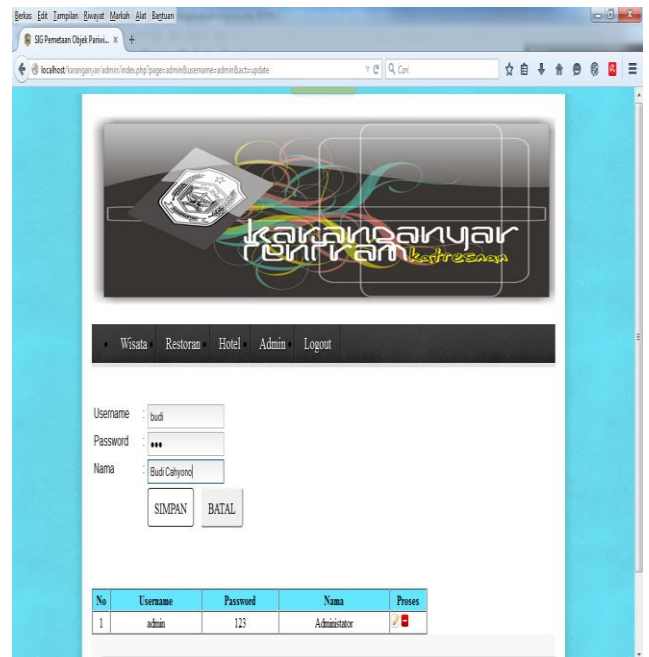 Berkas Edit Tampilan Riwayat Markah Alat Bantuan
SIG Pemetaan Objek Pariwi... × +
localhost/karanganyar/admin/index.php?page=admin&username=admin&act=update
Cari
karanganyar
tentram
katresnan
Wisata Restoran Hotel Admin Logout
Username : budi
Password : •••
Nama : Budi Cahyono
SIMPAN BATAL
No Username Password Nama Proses
1 admin 123 Administator